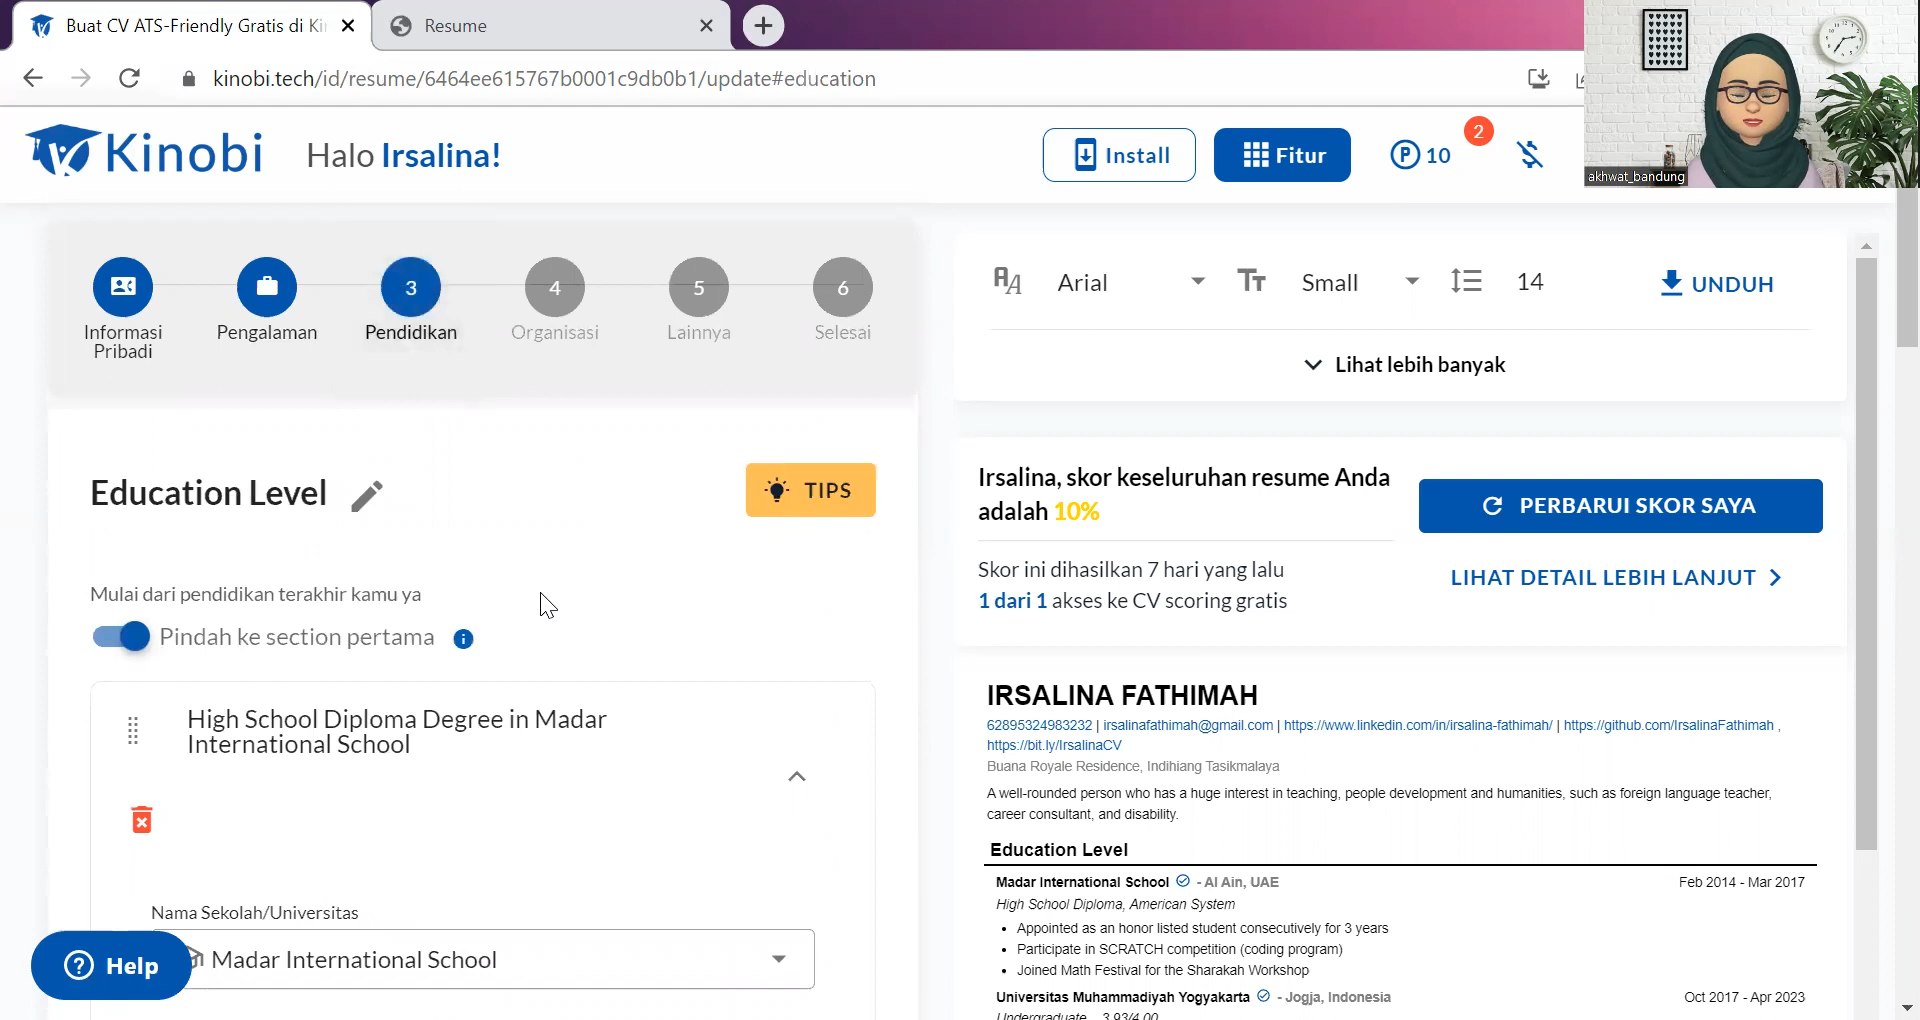 Buat CV ATS-Friendly Gratis di Ki
Resume
kinobi.tech/id/resume/6464ee615767b0001c9db0b1/update#education
Kinobi
Halo Irsalina!
Install
Fitur
P 10
2
akhwat_bandung
3
4
5
6
Informasi
Pribadi
Pengalaman
Pendidikan
Organisasi
Lainnya
Selesai
Education Level
TIPS
Mulai dari pendidikan terakhir kamu ya
Pindah ke section pertama
High School Diploma Degree in Madar
International School
Nama Sekolah/Universitas
Madar International School
Help
Arial
Small
14
UNDUH
Lihat lebih banyak
Irsalina, skor keseluruhan resume Anda
adalah 10%
PERBARUI SKOR SAYA
Skor ini dihasilkan 7 hari yang lalu
1 dari 1 akses ke CV scoring gratis
LIHAT DETAIL LEBIH LANJUT
IRSALINA FATHIMAH
62895324983232 | irsalinafathimah@gmail.com | https://www.linkedin.com/in/irsalina-fathimah/ | https://github.com/IrsalinaFathimah ,
https://bit.ly/IrsalinaCV
Buana Royale Residence, Indihiang Tasikmalaya
A well-rounded person who has a huge interest in teaching, people development and humanities, such as foreign language teacher,
career consultant, and disability.
Education Level
Madar International School - Al Ain, UAE Feb 2014 - Mar 2017
High School Diploma, American System
• Appointed as an honor listed student consecutively for 3 years
• Participate in SCRATCH competition (coding program)
• Joined Math Festival for the Sharakah Workshop
Universitas Muhammadiyah Yogyakarta - Jogja, Indonesia Oct 2017 - Apr 2023
Undergraduate 3.93/4.00